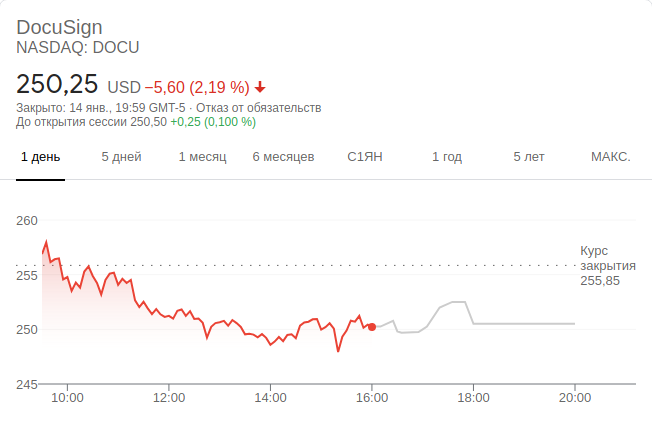 DocuSign
NASDAQ: DOCU
250,25 USD −5,60 (2,19 %)
Закрыто: 14 янв., 19:59 GMT-5 · Отказ от обязательств
До открытия сессии 250,50 +0,25 (0,100 %)
1 день 5 дней 1 месяц 6 месяцев С1ЯН 1 год 5 лет МАКС.
260
Курс
закрытия
255,85
255
250
245
10:00 12:00 14:00 16:00 18:00 20:00